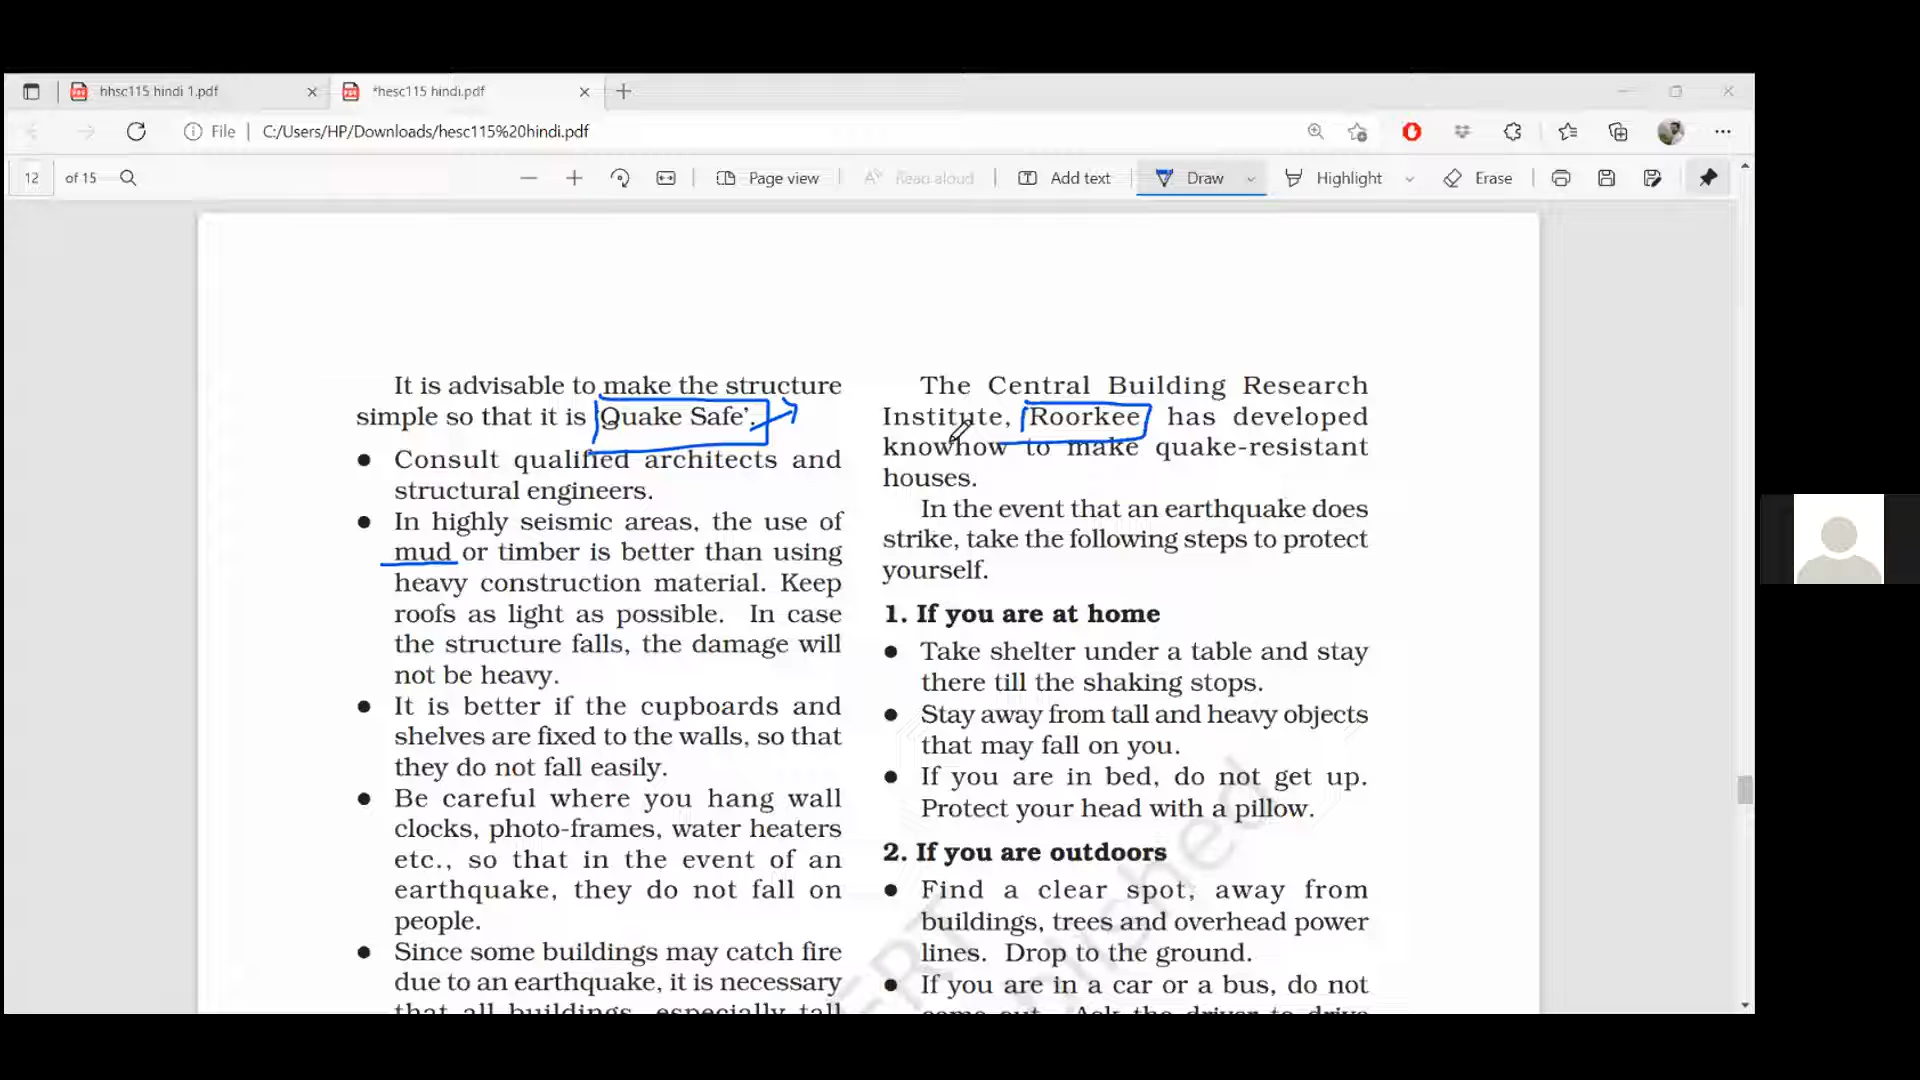 hhsc115 hindi 1.pdf
*hesc115 hindi.pdf
File
C:/Users/HP/Downloads/hesc115%20hindi.pdf
12 of 15
Page view
Read aloud
Add text
Draw
Highlight
Erase
It is advisable to make the structure
simple so that it is 'Quake Safe'.
• Consult qualified architects and
structural engineers.
• In highly seismic areas, the use of
mud or timber is better than using
heavy construction material. Keep
roofs as light as possible. In case
the structure falls, the damage will
not be heavy.
• It is better if the cupboards and
shelves are fixed to the walls, so that
they do not fall easily.
• Be careful where you hang wall
clocks, photo-frames, water heaters
etc., so that in the event of an
earthquake, they do not fall on
people.
• Since some buildings may catch fire
due to an earthquake, it is necessary
that all buildings, especially tall
The Central Building Research
Institute, Roorkee has developed
knowhow to make quake-resistant
houses.
In the event that an earthquake does
strike, take the following steps to protect
yourself.
1. If you are at home
• Take shelter under a table and stay
there till the shaking stops.
• Stay away from tall and heavy objects
that may fall on you.
• If you are in bed, do not get up.
Protect your head with a pillow.
2. If you are outdoors
• Find a clear spot, away from
buildings, trees and overhead power
lines. Drop to the ground.
• If you are in a car or a bus, do not
come out. Ask the driver to drive